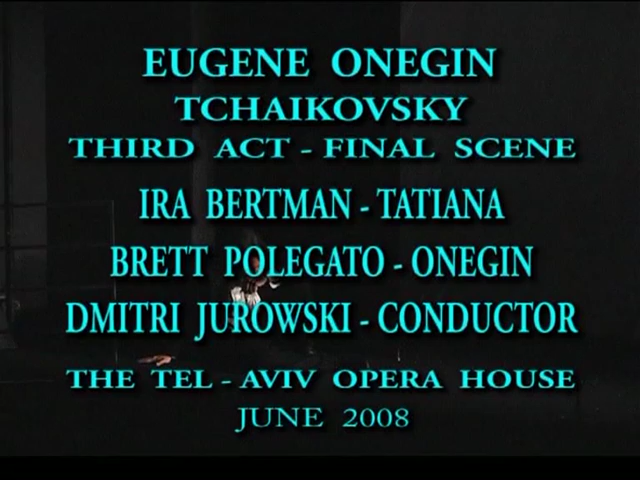 EUGENE ONEGIN
TCHAIKOVSKY
THIRD ACT - FINAL SCENE
IRA BERTMAN - TATIANA
BRETT POLEGATO - ONEGIN
DMITRI JUROWSKI - CONDUCTOR
THE TEL - AVIV OPERA HOUSE
JUNE 2008